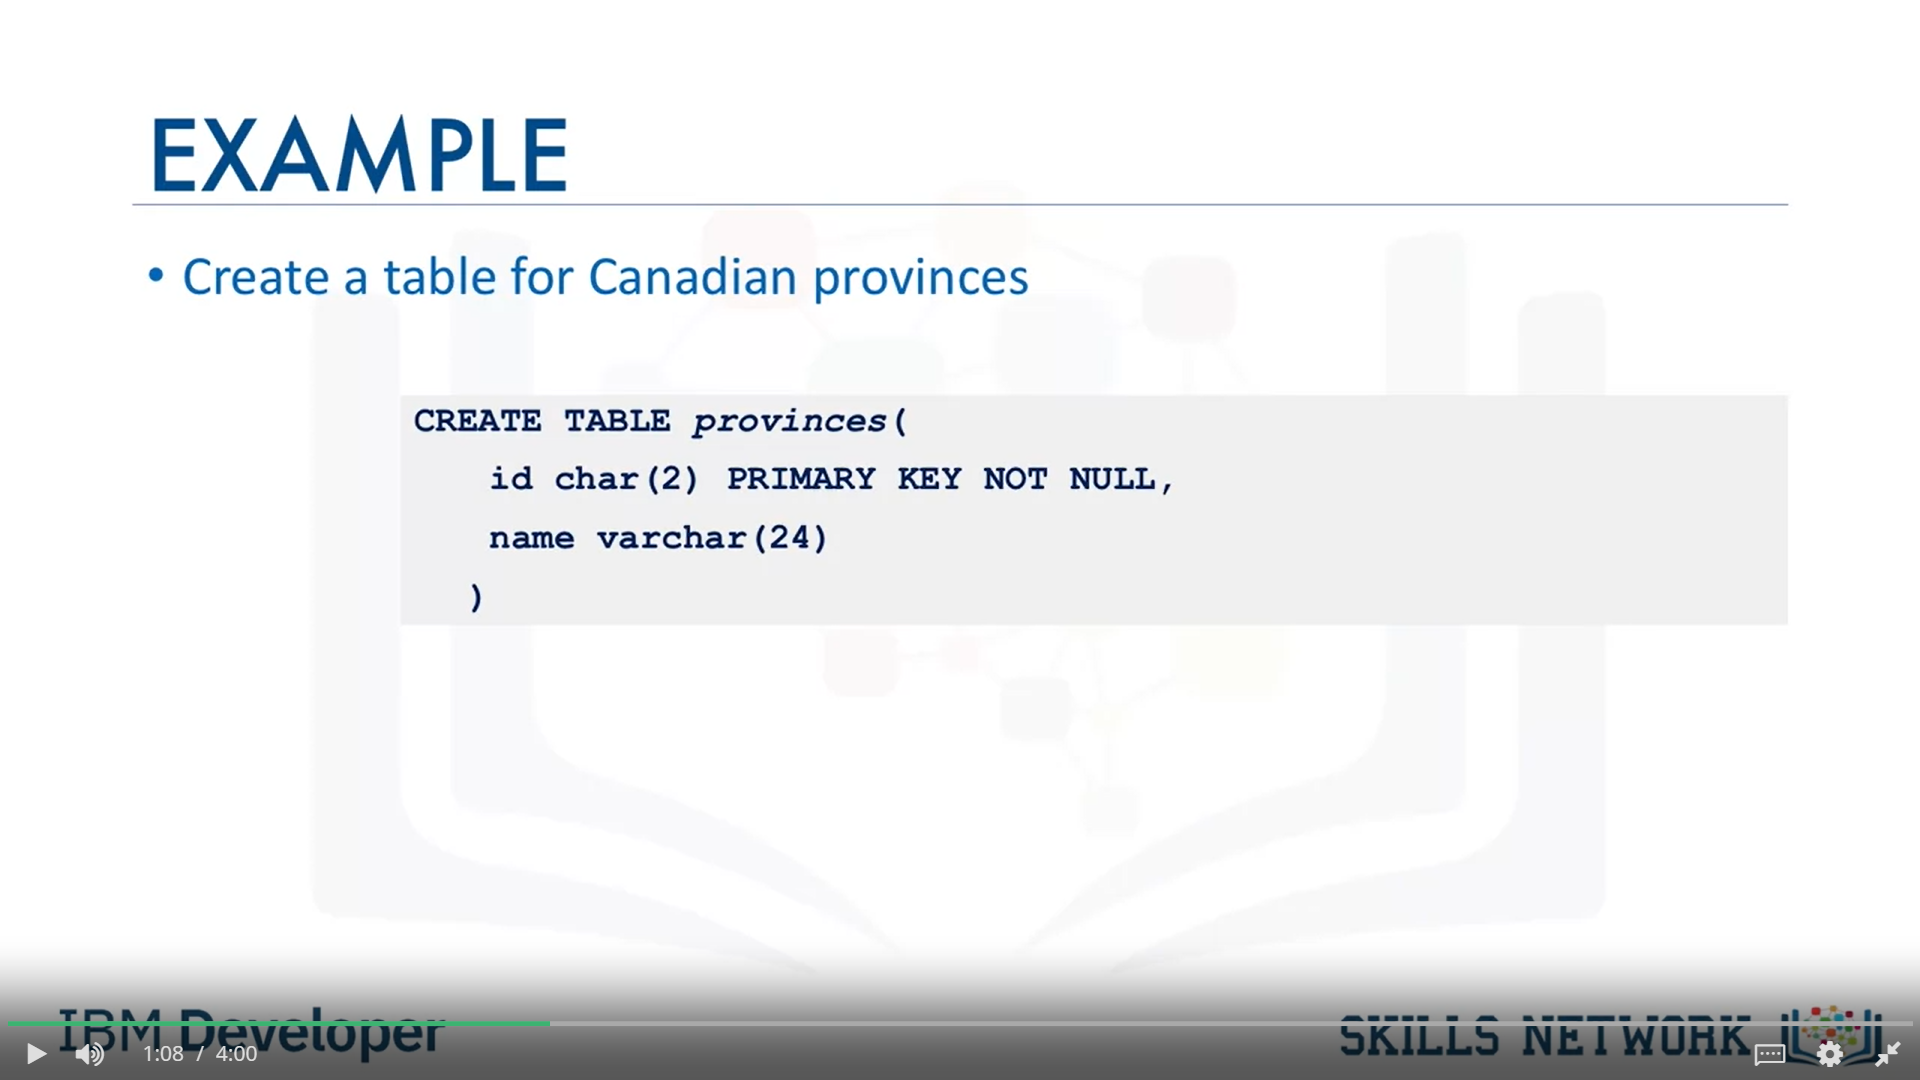 EXAMPLE
• Create a table for Canadian provinces
CREATE TABLE provinces(
id char(2) PRIMARY KEY NOT NULL,
name varchar(24)
)
IBM Developer
SKILLS NETWORK
1:08 / 4:00